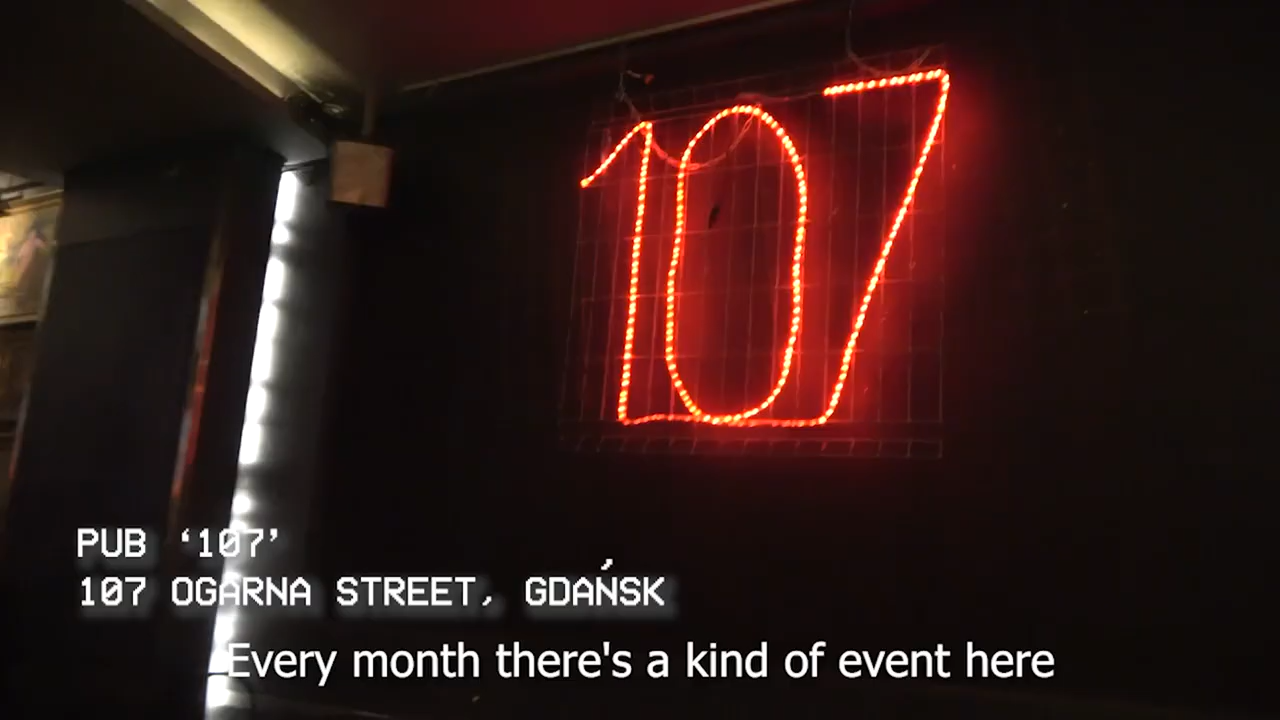 107
PUB ‘107’
107 OGARNA STREET, GDAŃSK
Every month there's a kind of event here